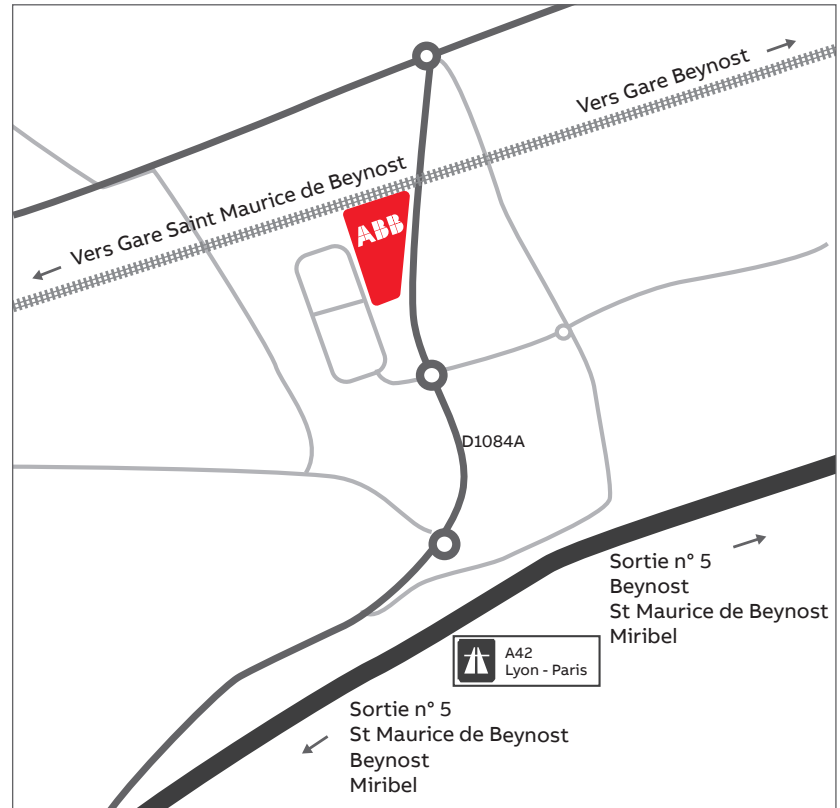 Vers Gare Beynost
Vers Gare Saint Maurice de Beynost
ABB
D1084A
Sortie n° 5
Beynost
St Maurice de Beynost
Miribel
A42
Lyon - Paris
Sortie n° 5
St Maurice de Beynost
Beynost
Miribel